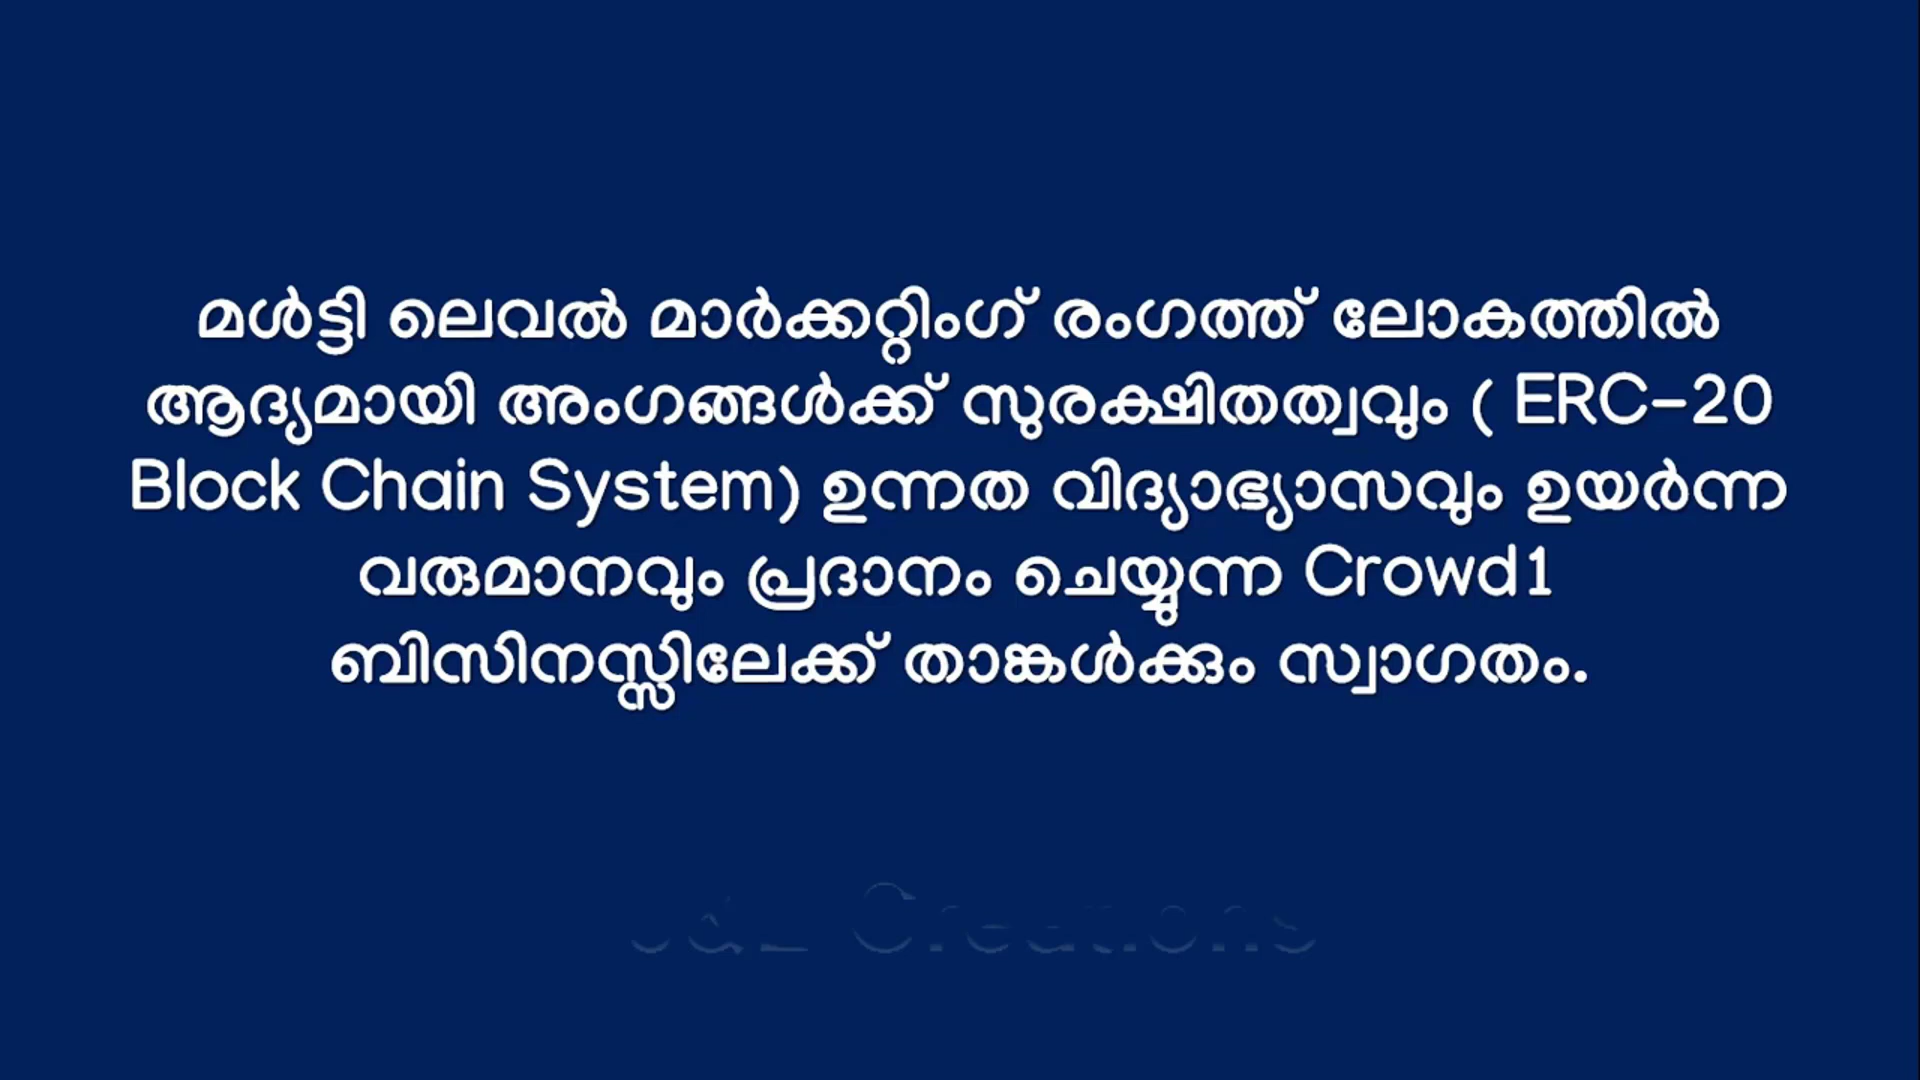 മൾട്ടി ലെവൽ മാർക്കറ്റിംഗ് രംഗത്ത് ലോകത്തിൽ
ആദ്യമായി അംഗങ്ങൾക്ക് സുരക്ഷിതത്വവും ( ERC-20
Block Chain System) ഉന്നത വിദ്യാഭ്യാസവും ഉയർന്ന
വരുമാനവും പ്രദാനം ചെയ്യുന്ന Crowd1
ബിസിനസ്സിലേക്ക് താങ്കൾക്കും സ്വാഗതം.
Creations